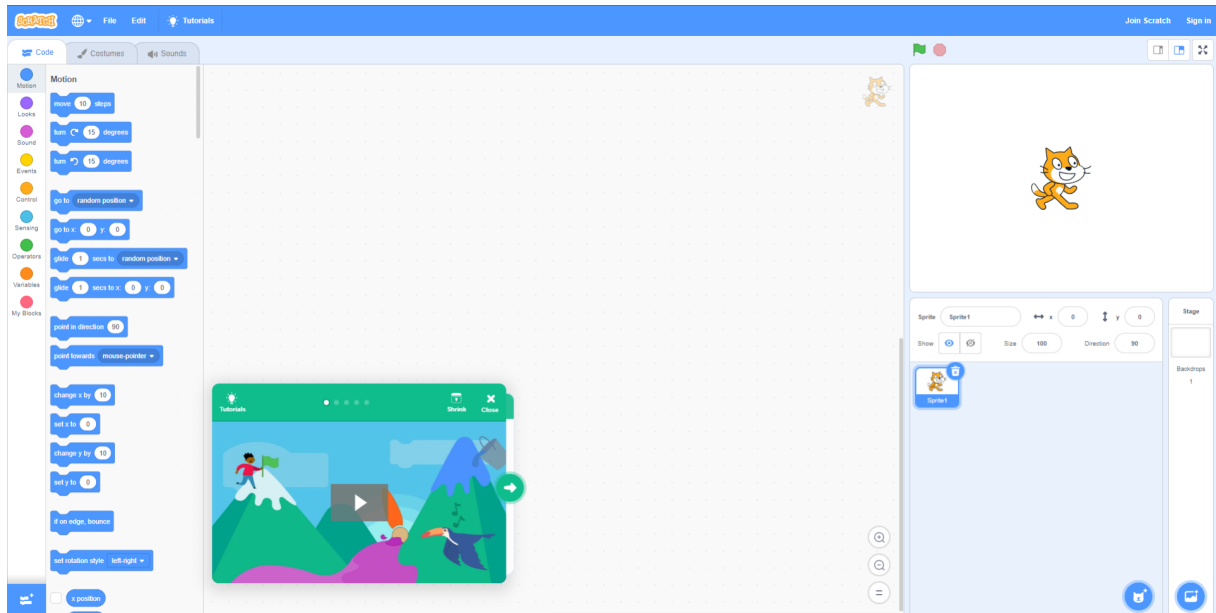 SCRATCH File Edit Tutorials Join Scratch Sign in
Code Costumes Sounds
Motion
Looks
Sound
Events
Control
Sensing
Operators
Variables
My Blocks
Motion
move 10 steps
turn 15 degrees
turn 15 degrees
go to random position
go to x: 0 y: 0
glide 1 secs to random position
glide 1 secs to x: 0 y: 0
point in direction 90
point towards mouse-pointer
change x by 10
set x to 0
change y by 10
set y to 0
if on edge, bounce
set rotation style left-right
x position
Tutorials Shrink Close
Sprite Sprite1 x 0 y 0
Show Size 100 Direction 90
Sprite1
Stage
Backdrops
1